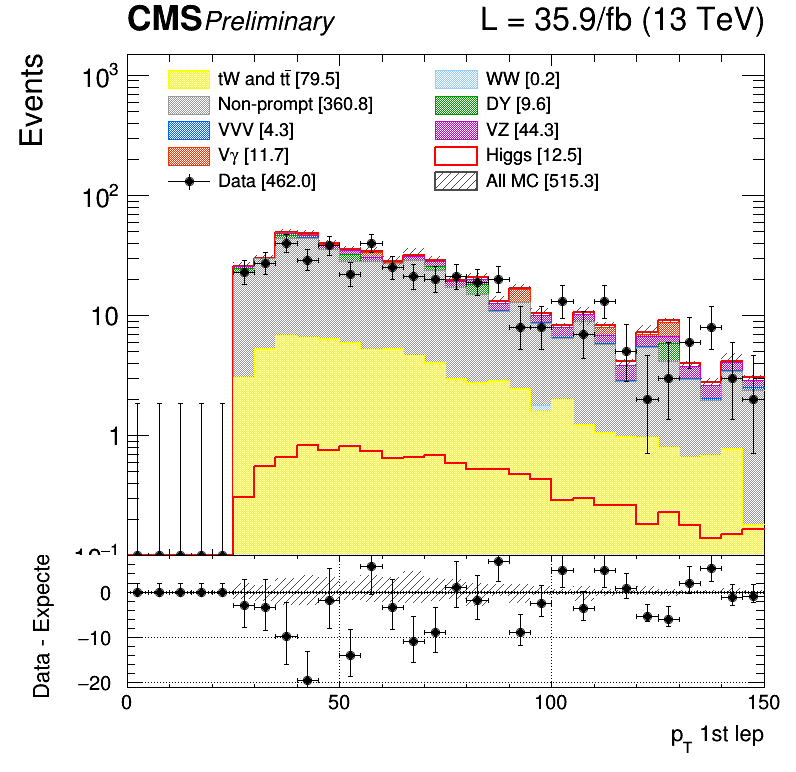 CMS Preliminary L = 35.9/fb (13 TeV)
Events
10³
10²
10
1
10⁻¹
tW and tt̄ [79.5]
Non-prompt [360.8]
VVV [4.3]
Vγ [11.7]
Data [462.0]
WW [0.2]
DY [9.6]
VZ [44.3]
Higgs [12.5]
All MC [515.3]
Data - Expecte
0
−10
−20
0 50 100 150
p_T 1st lep